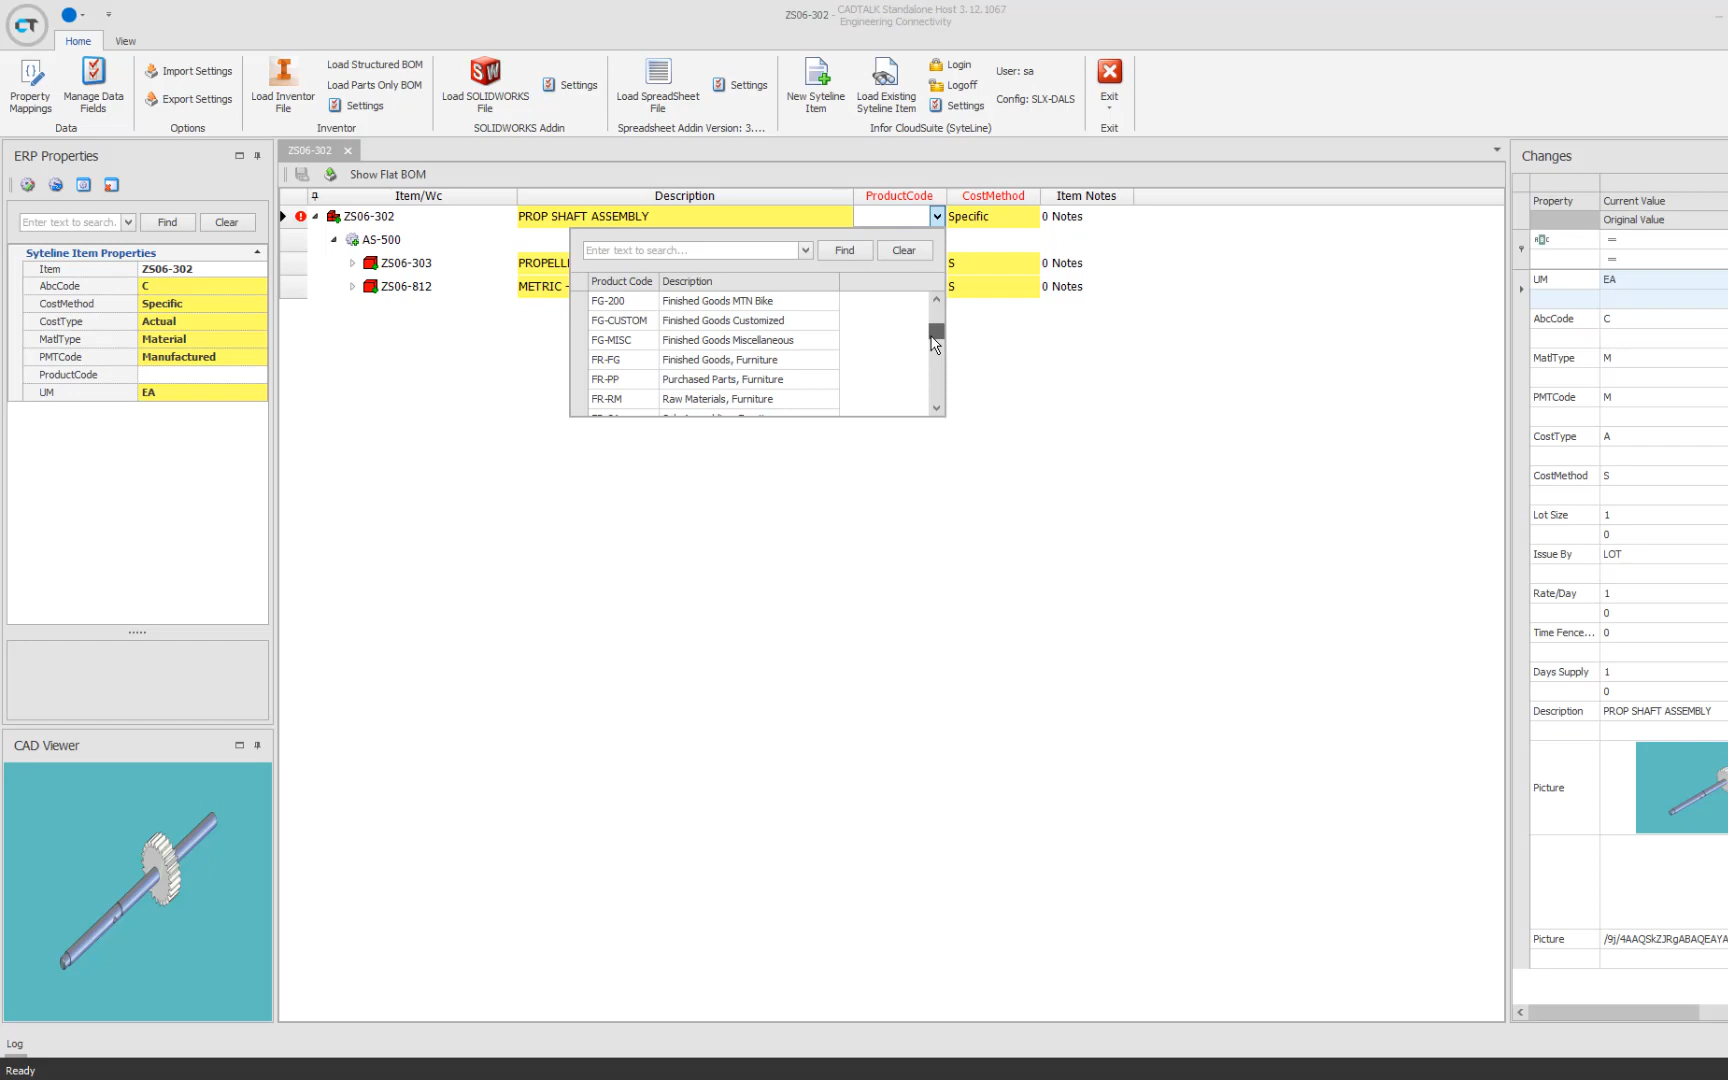 ZS06-302 - CADTALK Standalone Host 3.12.1067
Engineering Connectivity
CT
Home View
Property Mappings
Manage Data Fields
Data
Import Settings
Export Settings
Options
Load Inventor File
Load Structured BOM
Load Parts Only BOM
Settings
Inventor
Load SOLIDWORKS File
Settings
SOLIDWORKS Addin
Load SpreadSheet File
Settings
Spreadsheet Addin Version: 3....
New Syteline Item
Load Existing Syteline Item
Login
Logoff
Settings
User: sa
Config: SLX-DALS
Infor CloudSuite (SyteLine)
Exit
Exit
ERP Properties
Enter text to search. Find Clear
Syteline Item Properties
Item ZS06-302
AbcCode C
CostMethod Specific
CostType Actual
MatlType Material
PMTCode Manufactured
ProductCode
UM EA
CAD Viewer
ZS06-302
Show Flat BOM
Item/Wc Description ProductCode CostMethod Item Notes
ZS06-302 PROP SHAFT ASSEMBLY Specific 0 Notes
AS-500
ZS06-303 PROPELL S 0 Notes
ZS06-812 METRIC - S 0 Notes
Enter text to search... Find Clear
Product Code Description
FG-200 Finished Goods MTN Bike
FG-CUSTOM Finished Goods Customized
FG-MISC Finished Goods Miscellaneous
FR-FG Finished Goods, Furniture
FR-PP Purchased Parts, Furniture
FR-RM Raw Materials, Furniture
Changes
Property Current Value
Original Value
=
=
UM EA
AbcCode C
MatlType M
PMTCode M
CostType A
CostMethod S
Lot Size 1
0
Issue By LOT
Rate/Day 1
0
Time Fence... 0
Days Supply 1
0
Description PROP SHAFT ASSEMBLY
Picture
Picture /9j/4AAQSkZJRgABAQEAYA
Log
Ready